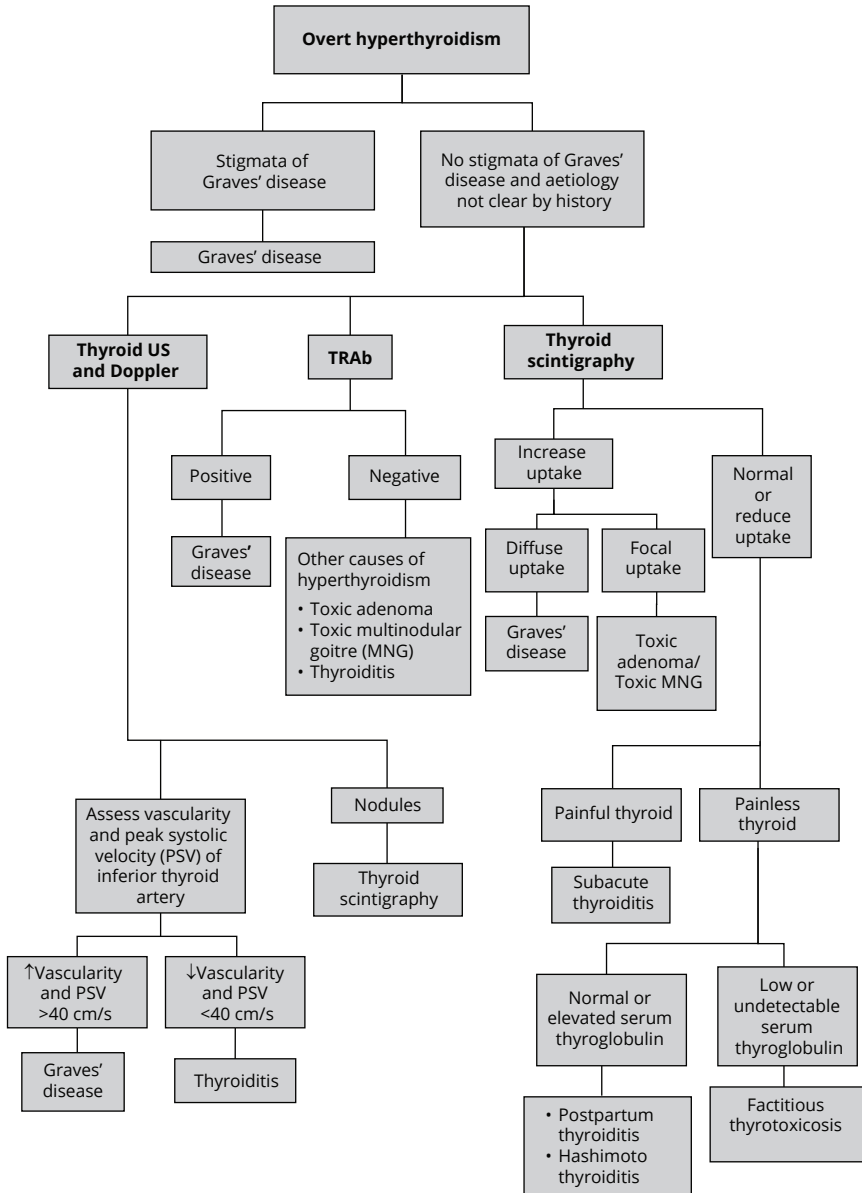 Overt hyperthyroidism
Stigmata of
Graves' disease
No stigmata of Graves'
disease and aetiology
not clear by history
Graves' disease
Thyroid US
and Doppler
TRAb
Thyroid
scintigraphy
Positive
Negative
Increase
uptake
Normal
or
reduce
uptake
Graves'
disease
Other causes of
hyperthyroidism
• Toxic adenoma
• Toxic multinodular
goitre (MNG)
• Thyroiditis
Diffuse
uptake
Focal
uptake
Graves'
disease
Toxic
adenoma/
Toxic MNG
Assess vascularity
and peak systolic
velocity (PSV) of
inferior thyroid
artery
Nodules
Thyroid
scintigraphy
Painful thyroid
Painless
thyroid
Subacute
thyroiditis
↑Vascularity
and PSV
>40 cm/s
↓Vascularity
and PSV
<40 cm/s
Graves'
disease
Thyroiditis
Normal or
elevated serum
thyroglobulin
Low or
undetectable
serum
thyroglobulin
• Postpartum
thyroiditis
• Hashimoto
thyroiditis
Factitious
thyrotoxicosis